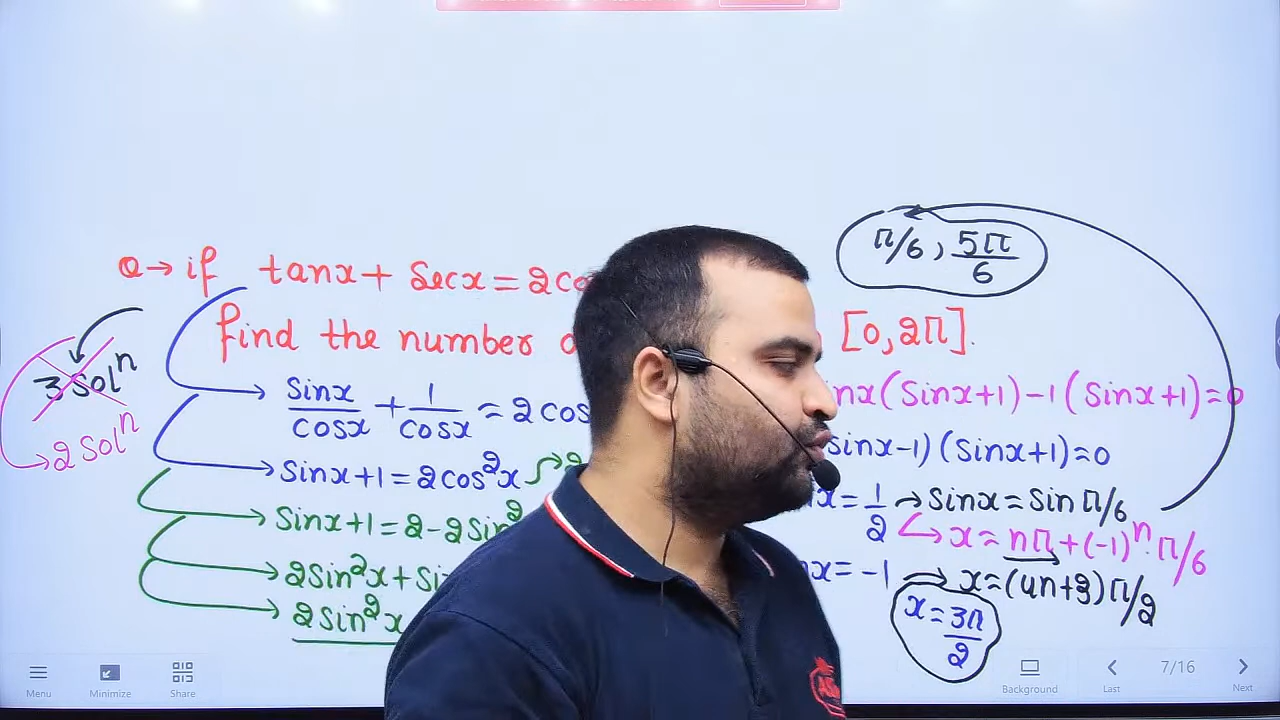 Q→ if tanx + Secx = 2co
find the number o [0, 2π].
3 Solⁿ
2 Solⁿ
Sinx/cosx + 1/cosx = 2cos
Sinx+1 = 2cos²x
Sinx+1 = 2-2Sin²
2Sin²x + Si
2Sin²x
π/6, 5π/6
inx(Sinx+1) -1(Sinx+1) = 0
sinx-1)(Sinx+1) = 0
x = 1/2 → Sinx = Sin π/6
x = nπ + (-1)ⁿ π/6
x = -1 → x = (4n+3)π/2
x = 3π/2
Menu
Minimize
Share
Background
Last
7/16
Next